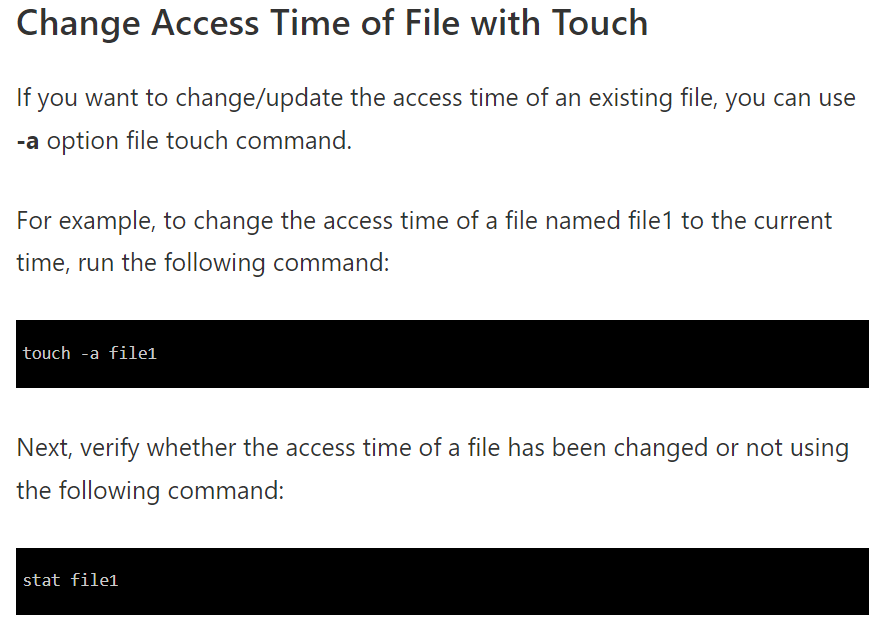 Change Access Time of File with Touch
If you want to change/update the access time of an existing file, you can use
-a option file touch command.
For example, to change the access time of a file named file1 to the current
time, run the following command:
touch -a file1
Next, verify whether the access time of a file has been changed or not using
the following command:
stat file1